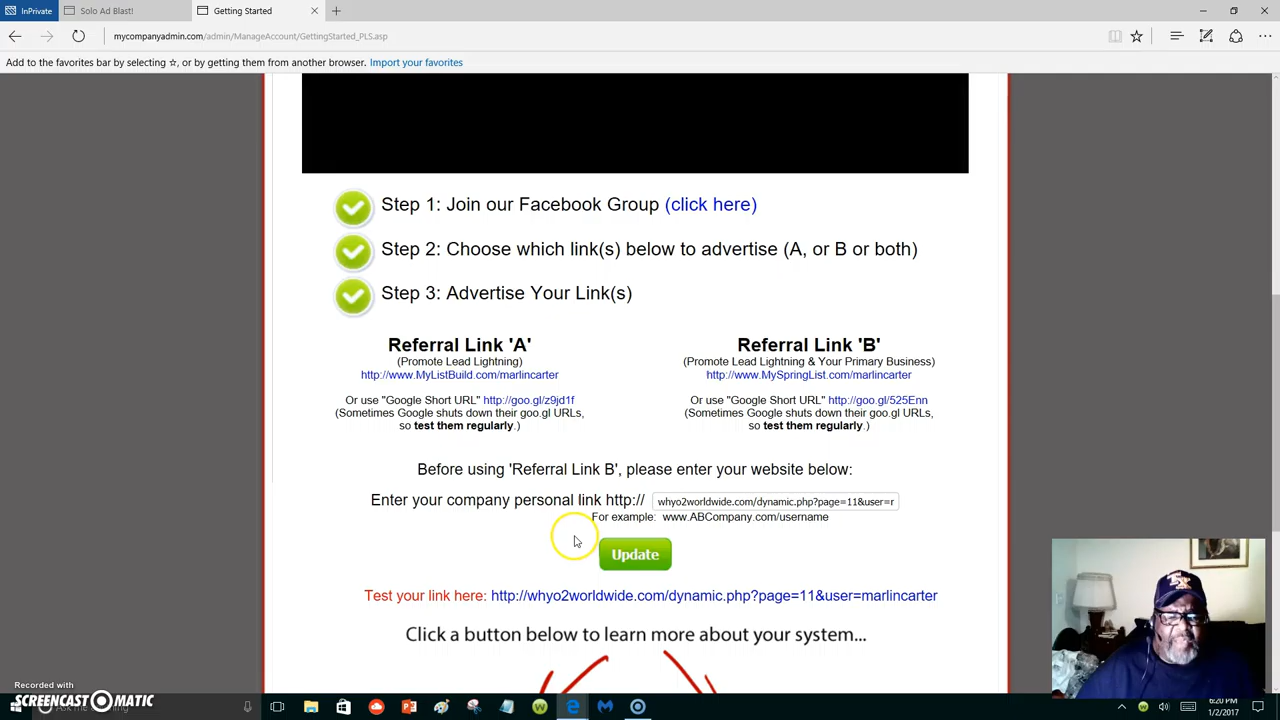 InPrivate
Solo Ad Blast!
Getting Started
mycompanyadmin.com/admin/ManageAccount/GettingStarted_PLS.asp
Add to the favorites bar by selecting ☆, or by getting them from another browser. Import your favorites
Step 1: Join our Facebook Group (click here)
Step 2: Choose which link(s) below to advertise (A, or B or both)
Step 3: Advertise Your Link(s)
Referral Link 'A'
(Promote Lead Lightning)
http://www.MyListBuild.com/marlincarter
Or use "Google Short URL" http://goo.gl/z9jd1f
(Sometimes Google shuts down their goo.gl URLs,
so test them regularly.)
Referral Link 'B'
(Promote Lead Lightning & Your Primary Business)
http://www.MySpringList.com/marlincarter
Or use "Google Short URL" http://goo.gl/525Enn
(Sometimes Google shuts down their goo.gl URLs,
so test them regularly.)
Before using 'Referral Link B', please enter your website below:
Enter your company personal link http:// whyo2worldwide.com/dynamic.php?page=11&user=r
For example: www.ABCompany.com/username
Update
Test your link here: http://whyo2worldwide.com/dynamic.php?page=11&user=marlincarter
Click a button below to learn more about your system...
Recorded with
SCREENCAST-O-MATIC
6:20 PM
1/2/2017